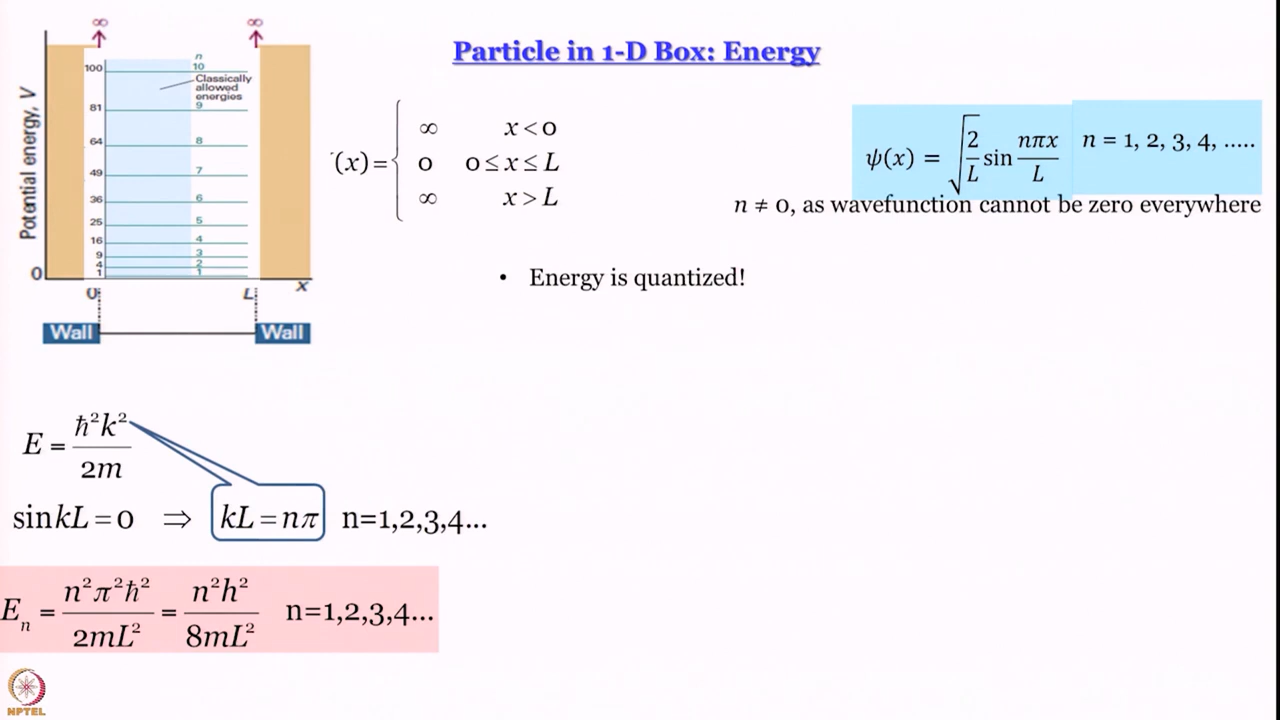 Particle in 1-D Box: Energy
∞ ∞
Potential energy, V
n
100 10
Classically
allowed
energies
81 9
64 8
49 7
36 6
25 5
16 4
9 3
4 2
1 1
0
0 L x
Wall Wall
(x) = { ∞ x < 0
0 0 ≤ x ≤ L
∞ x > L
ψ(x) = √(2/L) sin nπx/L n = 1, 2, 3, 4, .....
n ≠ 0, as wavefunction cannot be zero everywhere
• Energy is quantized!
E = ħ²k²/2m
sin kL = 0 ⇒ kL = nπ n=1,2,3,4...
Eₙ = n²π²ħ²/2mL² = n²h²/8mL² n=1,2,3,4...
NPTEL